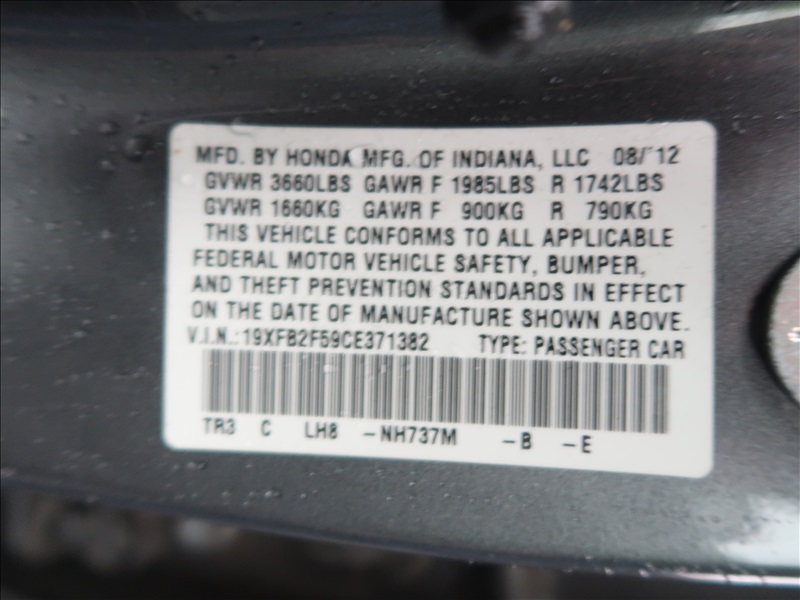 MFD. BY HONDA MFG. OF INDIANA, LLC 08/12
GVWR 3660LBS GAWR F 1985LBS R 1742LBS
GVWR 1660KG GAWR F 900KG R 790KG
THIS VEHICLE CONFORMS TO ALL APPLICABLE
FEDERAL MOTOR VEHICLE SAFETY, BUMPER,
AND THEFT PREVENTION STANDARDS IN EFFECT
ON THE DATE OF MANUFACTURE SHOWN ABOVE.
V.I.N.:19XFB2F59CE371382 TYPE: PASSENGER CAR
TR3 C LH8 -NH737M -B -E